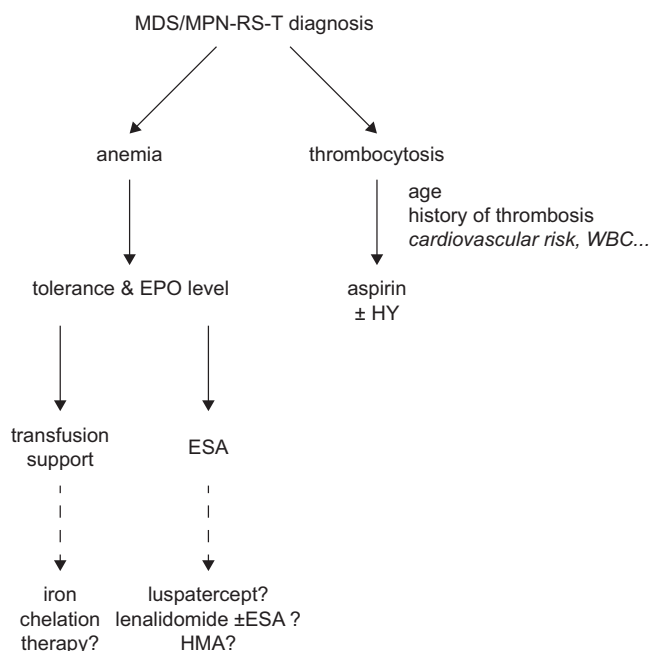 MDS/MPN-RS-T diagnosis
anemia
thrombocytosis
age
history of thrombosis
cardiovascular risk, WBC...
tolerance & EPO level
aspirin
± HY
transfusion
support
ESA
iron
chelation
therapy?
luspatercept?
lenalidomide ±ESA ?
HMA?